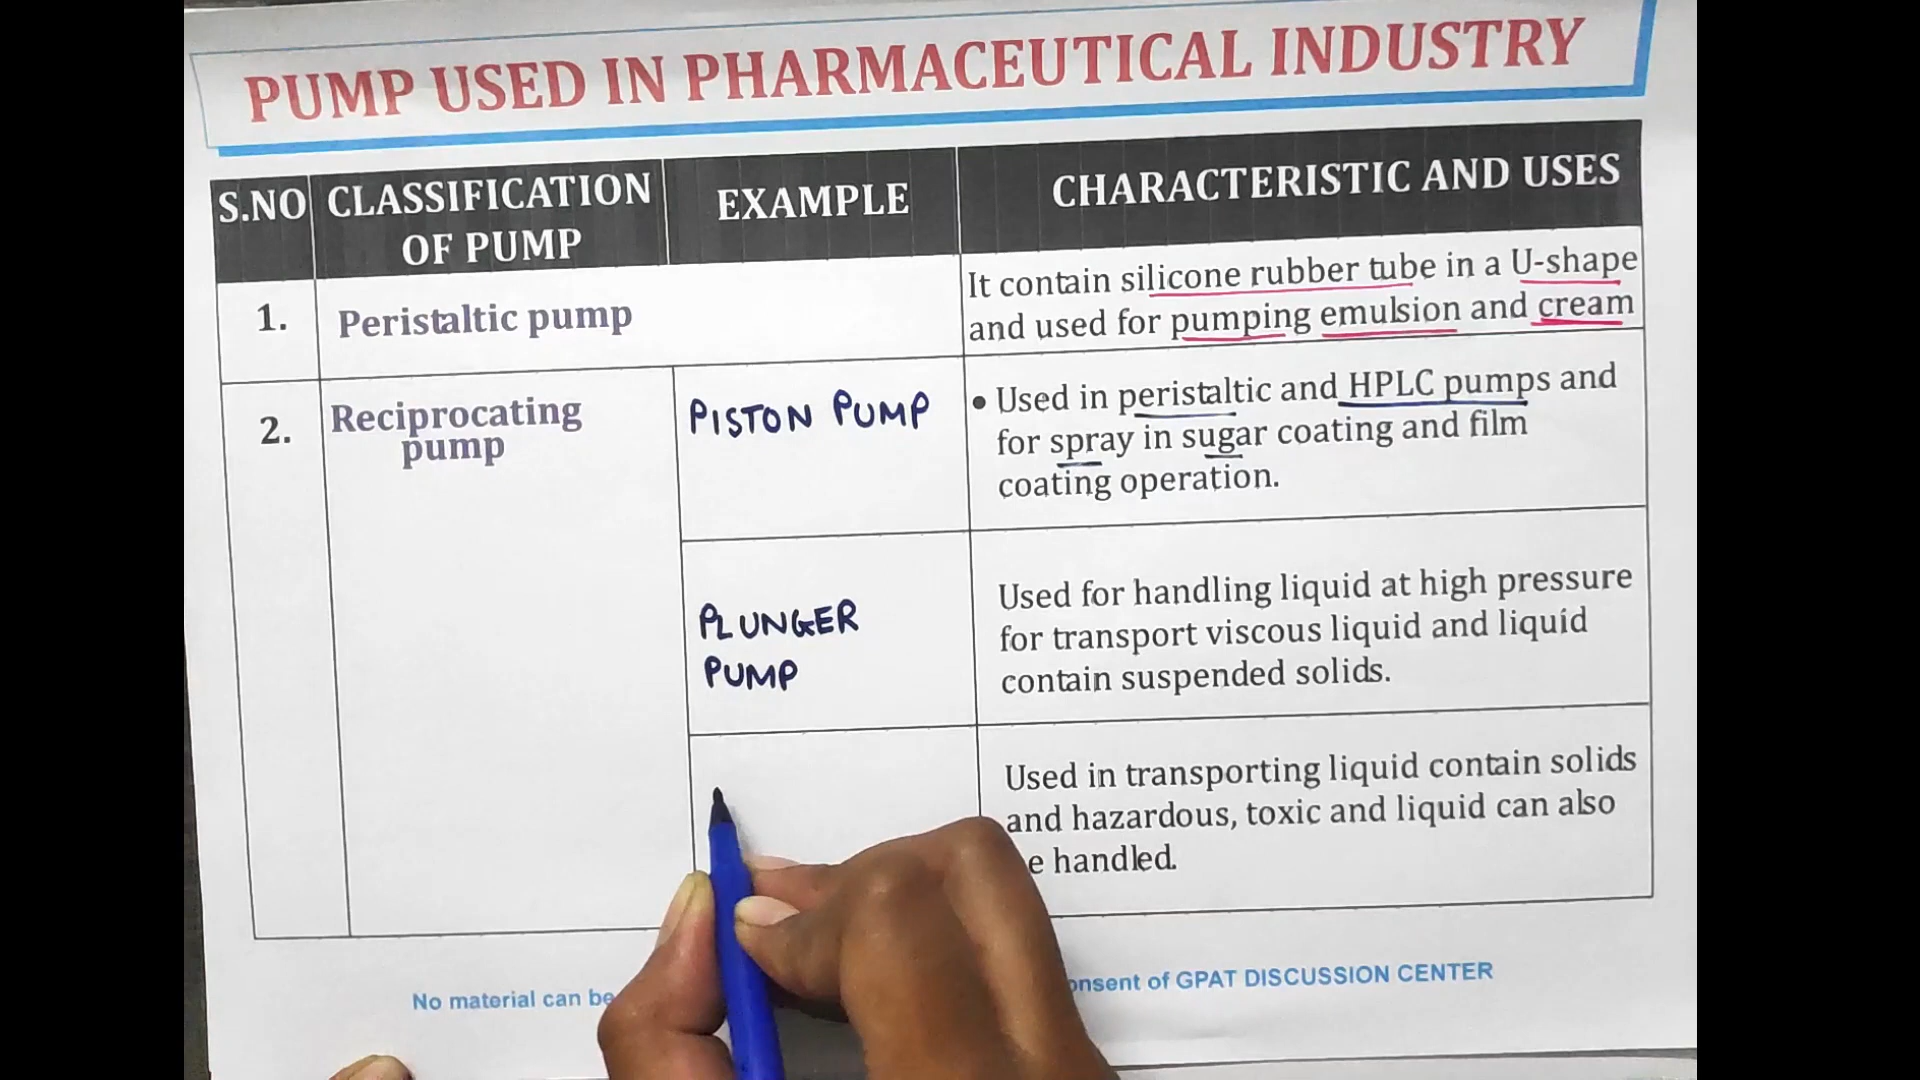 PUMP USED IN PHARMACEUTICAL INDUSTRY
S.NO
CLASSIFICATION
OF PUMP
EXAMPLE
CHARACTERISTIC AND USES
1.
Peristaltic pump
It contain silicone rubber tube in a U-shape
and used for pumping emulsion and cream
2.
Reciprocating
pump
PISTON PUMP
• Used in peristaltic and HPLC pumps and
for spray in sugar coating and film
coating operation.
PLUNGER
PUMP
Used for handling liquid at high pressure
for transport viscous liquid and liquid
contain suspended solids.
Used in transporting liquid contain solids
and hazardous, toxic and liquid can also
handled.
No material can be
of GPAT DISCUSSION CENTER